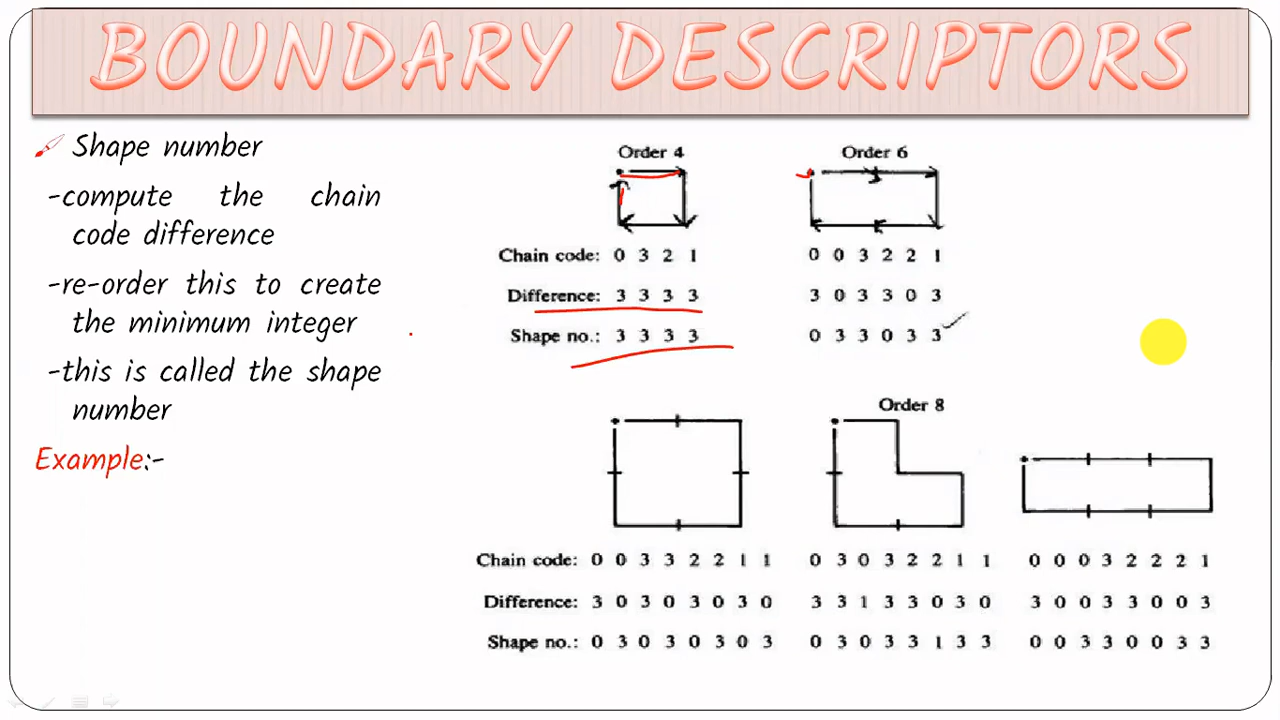 BOUNDARY DESCRIPTORS
Shape number
-compute the chain
code difference
-re-order this to create
the minimum integer
-this is called the shape
number
Example:-
Order 4
Chain code: 0 3 2 1
Difference: 3 3 3 3
Shape no.: 3 3 3 3
Order 6
0 0 3 2 2 1
3 0 3 3 0 3
0 3 3 0 3 3
Order 8
Chain code: 0 0 3 3 2 2 1 1
Difference: 3 0 3 0 3 0 3 0
Shape no.: 0 3 0 3 0 3 0 3
0 3 0 3 2 2 1 1
3 3 1 3 3 0 3 0
0 3 0 3 3 1 3 3
0 0 0 3 2 2 2 1
3 0 0 3 3 0 0 3
0 0 3 3 0 0 3 3